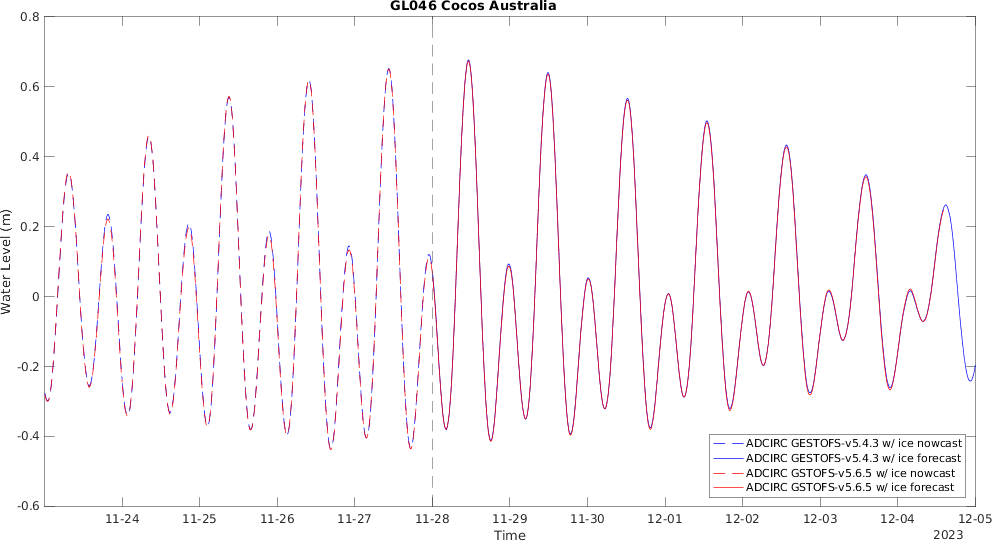 GL046 Cocos Australia
0.8
0.6
0.4
0.2
0
-0.2
-0.4
-0.6
Water Level (m)
ADCIRC GESTOFS-v5.4.3 w/ ice nowcast
ADCIRC GESTOFS-v5.4.3 w/ ice forecast
ADCIRC GSTOFS-v5.6.5 w/ ice nowcast
ADCIRC GSTOFS-v5.6.5 w/ ice forecast
11-24 11-25 11-26 11-27 11-28 11-29 11-30 12-01 12-02 12-03 12-04 12-05
Time
2023